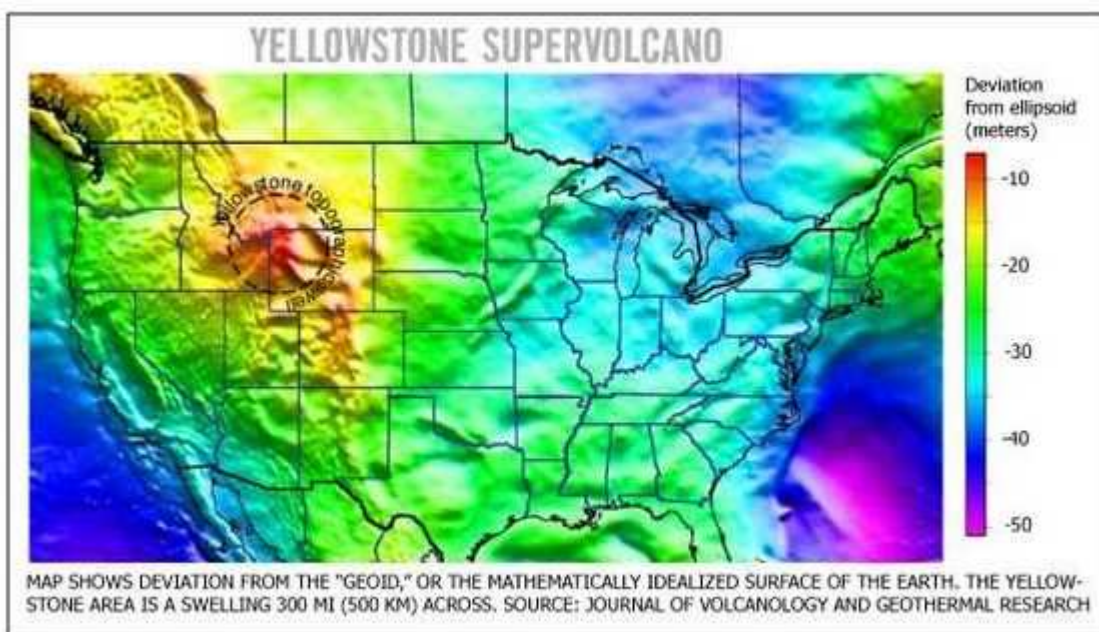 YELLOWSTONE SUPERVOLCANO
Deviation
from ellipsoid
(meters)
-10
-20
-30
-40
-50
Yellowstone topographic swell
MAP SHOWS DEVIATION FROM THE "GEOID," OR THE MATHEMATICALLY IDEALIZED SURFACE OF THE EARTH. THE YELLOW-
STONE AREA IS A SWELLING 300 MI (500 KM) ACROSS. SOURCE: JOURNAL OF VOLCANOLOGY AND GEOTHERMAL RESEARCH